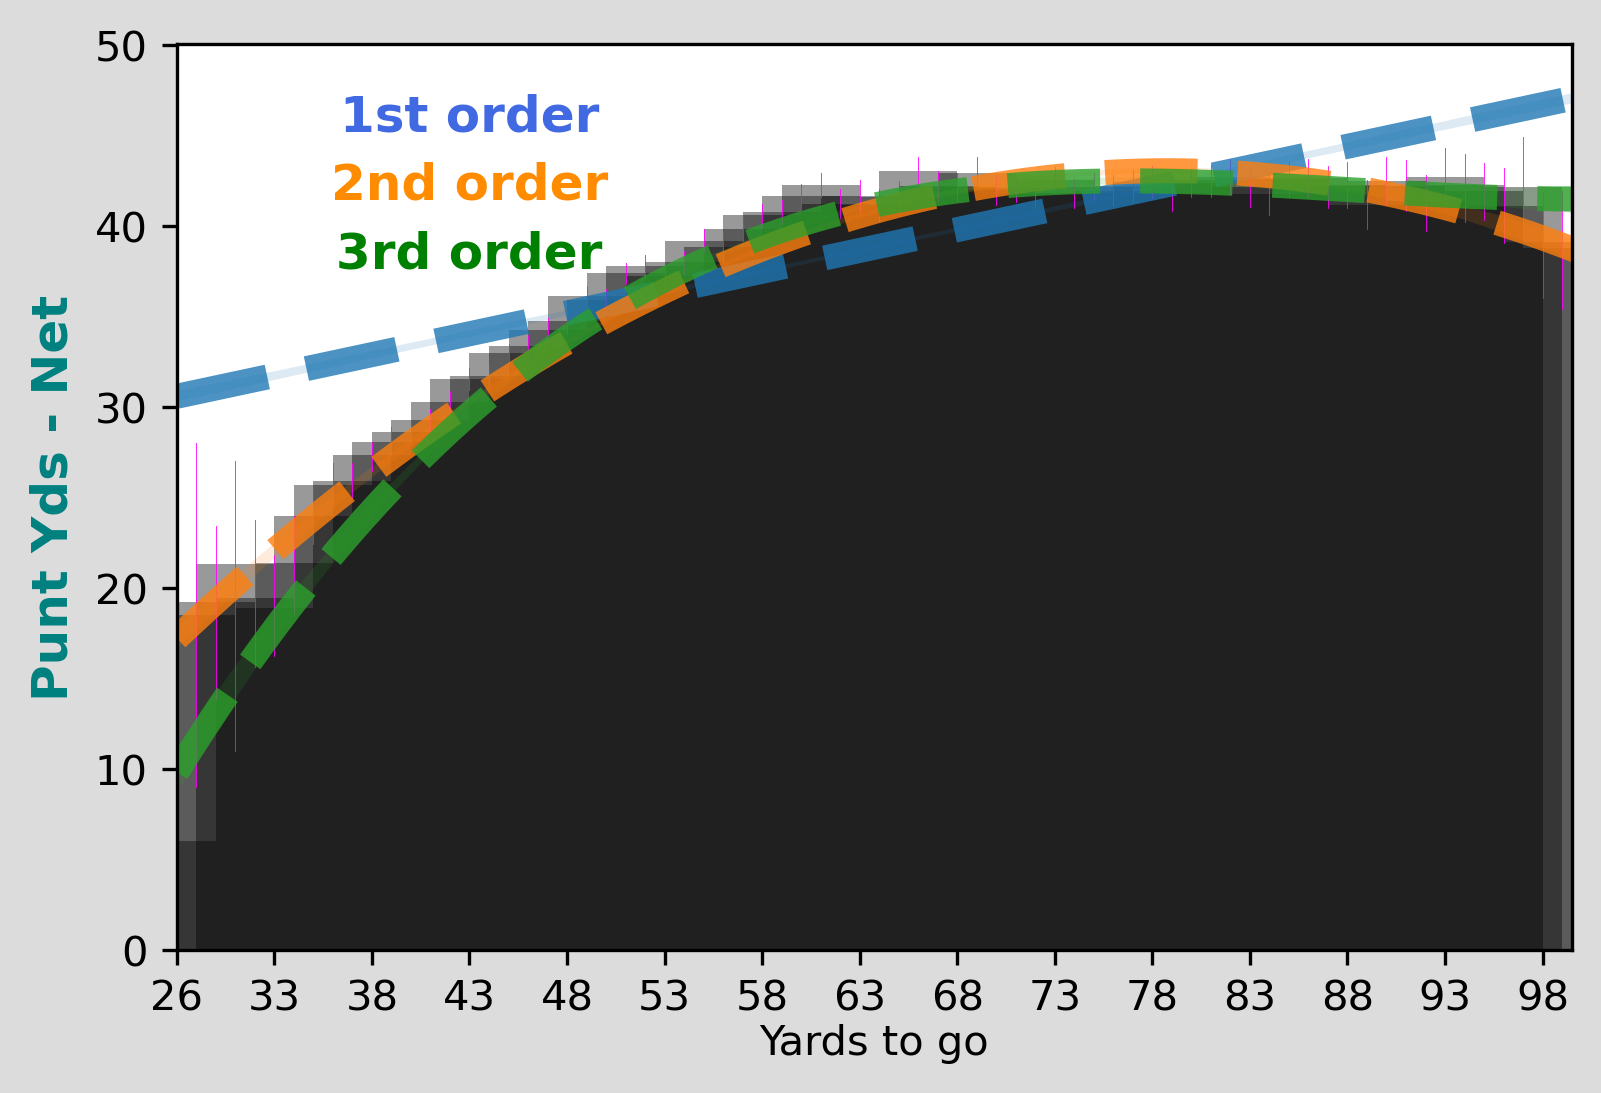 50
1st order
2nd order
40
3rd order
30
Punt Yds - Net
20
10
0
26 33 38 43 48 53 58 63 68 73 78 83 88 93 98
Yards to go